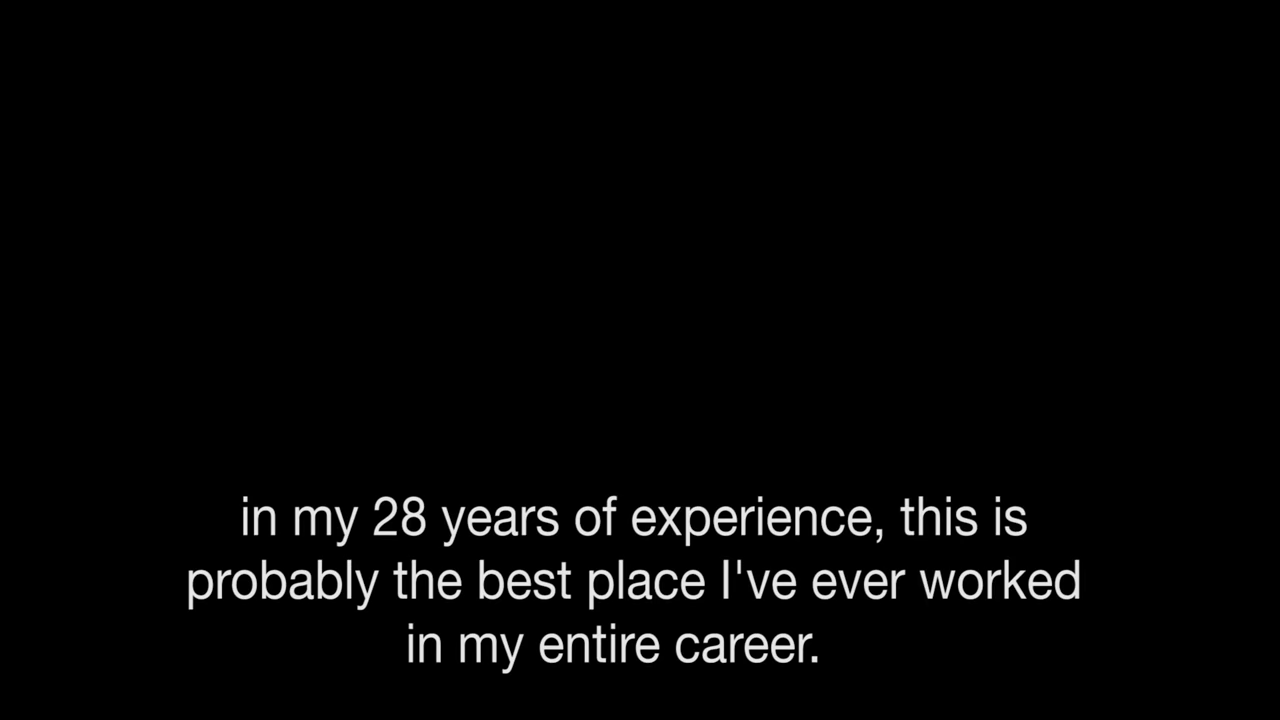 in my 28 years of experience, this is
probably the best place I've ever worked
in my entire career.